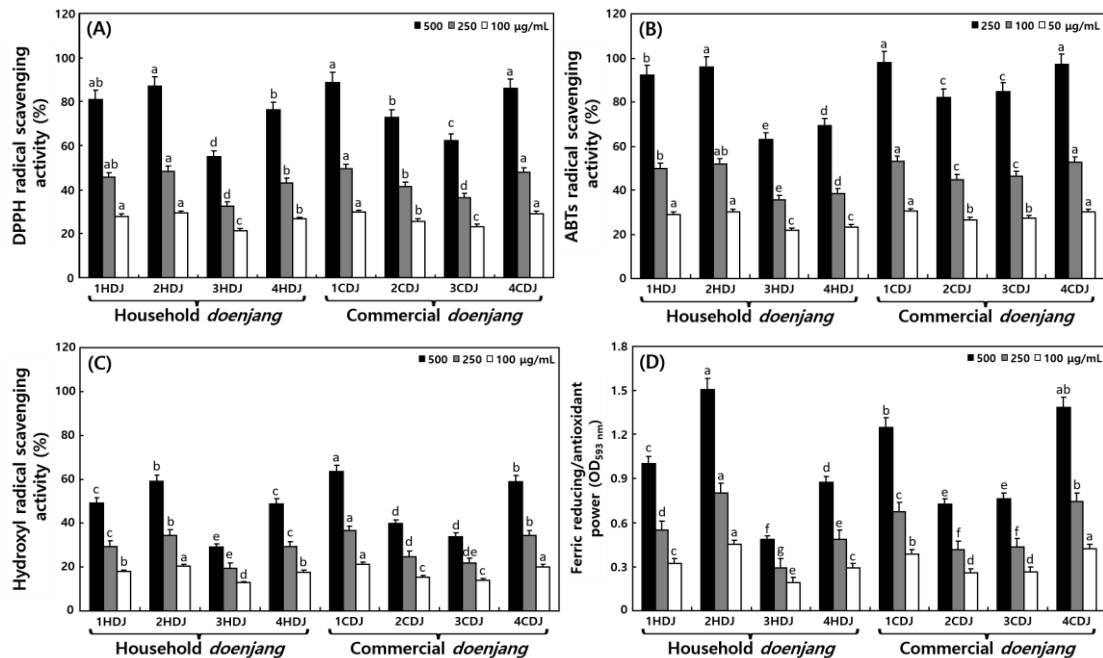 (A)
500 250 100 μg/mL
DPPH radical scavenging
activity (%)
120
100
80
60
40
20
0
ab a d b a b c a
ab a d b a b c a
a a c b a b c a
1HDJ 2HDJ 3HDJ 4HDJ 1CDJ 2CDJ 3CDJ 4CDJ
Household doenjang Commercial doenjang
(B)
250 100 50 μg/mL
ABTs radical scavenging
activity (%)
120
100
80
60
40
20
0
b a e d a c c a
b ab e d a c c a
a a c c a b b a
1HDJ 2HDJ 3HDJ 4HDJ 1CDJ 2CDJ 3CDJ 4CDJ
Household doenjang Commercial doenjang
(C)
500 250 100 μg/mL
Hydroxyl radical scavenging
activity (%)
120
100
80
60
40
20
0
c b e c a d d b
c b e c a d de b
b a d b a c c a
1HDJ 2HDJ 3HDJ 4HDJ 1CDJ 2CDJ 3CDJ 4CDJ
Household doenjang Commercial doenjang
(D)
500 250 100 μg/mL
Ferric reducing/antioxidant
power (OD593 nm)
1.8
1.5
1.2
0.9
0.6
0.3
0
c a f d b e e ab
d a g e c f f b
c a e c b d d a
1HDJ 2HDJ 3HDJ 4HDJ 1CDJ 2CDJ 3CDJ 4CDJ
Household doenjang Commercial doenjang